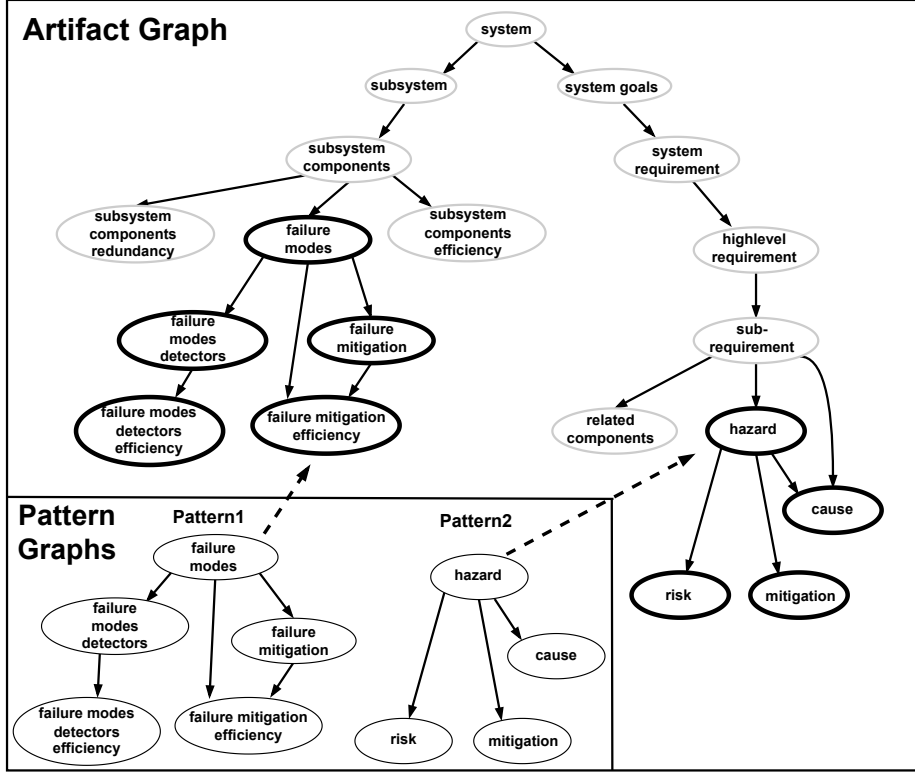 Artifact Graph
system
subsystem
system goals
subsystem
components
system
requirement
subsystem
components
redundancy
failure
modes
subsystem
components
efficiency
highlevel
requirement
failure
modes
detectors
failure
mitigation
sub-
requirement
failure modes
detectors
efficiency
failure mitigation
efficiency
related
components
hazard
cause
risk
mitigation
Pattern
Graphs
Pattern1
Pattern2
failure
modes
hazard
failure
modes
detectors
failure
mitigation
cause
failure modes
detectors
efficiency
failure mitigation
efficiency
risk
mitigation